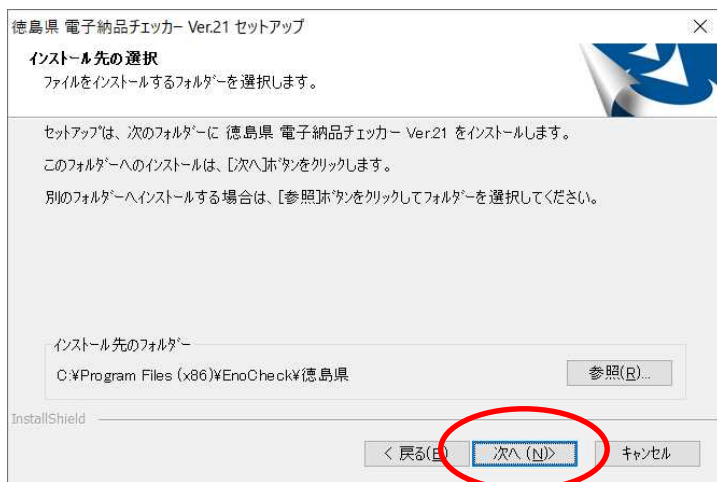 徳島県 電子納品チェッカー Ver.21 セットアップ
インストール先の選択
ファイルをインストールするフォルダーを選択します。
セットアップは、次のフォルダーに 徳島県 電子納品チェッカー Ver.21 をインストールします。
このフォルダーへのインストールは、[次へ]ボタンをクリックします。
別のフォルダーへインストールする場合は、[参照]ボタンをクリックしてフォルダーを選択してください。
インストール先のフォルダー
C:¥Program Files (x86)¥EnoCheck¥徳島県
参照(R)...
InstallShield
< 戻る(B) 次へ (N)> キャンセル